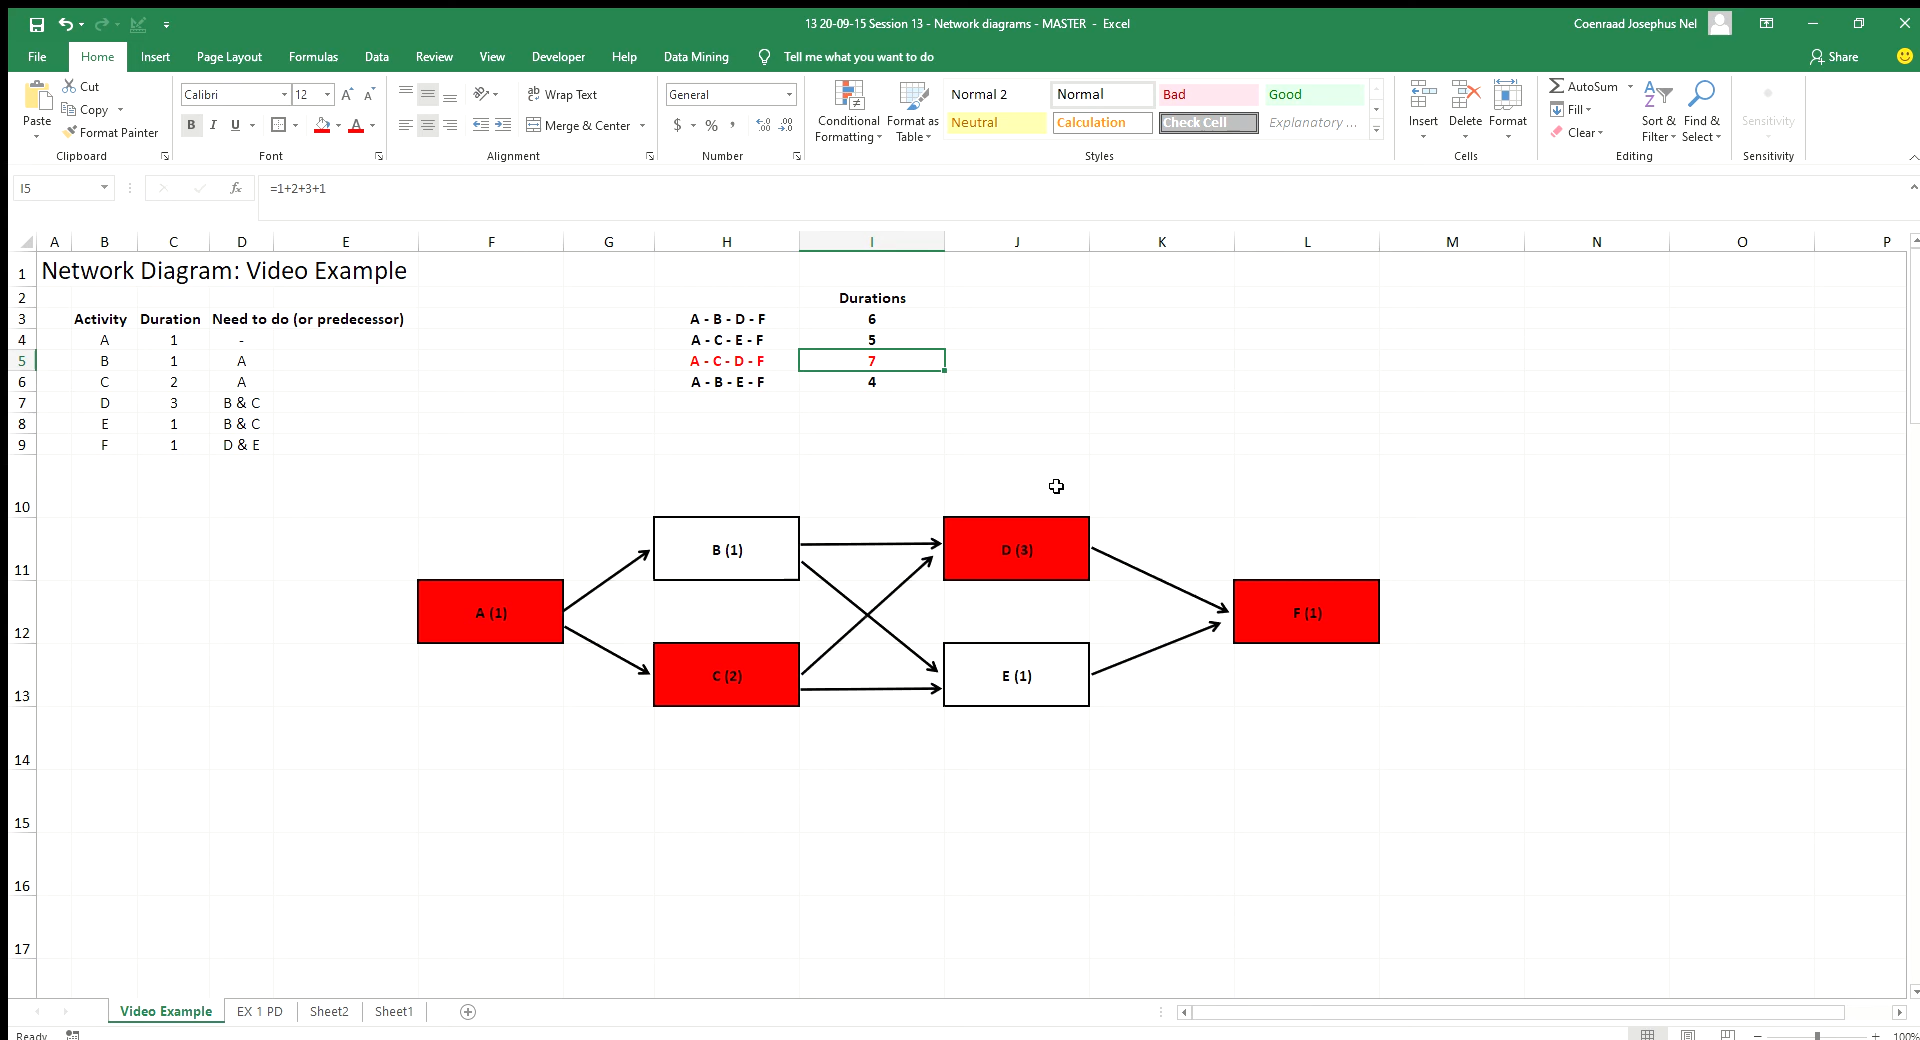 13 20-09-15 Session 13 - Network diagrams - MASTER - Excel
Coenraad Josephus Nel
File Home Insert Page Layout Formulas Data Review View Developer Help Data Mining Tell me what you want to do Share
Paste
Cut
Copy
Format Painter
Clipboard
Calibri 12
B I U
Font
Wrap Text
Merge & Center
Alignment
General
$ % ,
Number
Conditional Formatting
Format as Table
Normal 2 Normal Bad Good
Neutral Calculation Check Cell Explanatory ...
Styles
Insert Delete Format
Cells
AutoSum
Fill
Clear
Sort & Filter
Find & Select
Editing
Sensitivity
Sensitivity
I5 fx =1+2+3+1
A B C D E F G H I J K L M N O P
1 Network Diagram: Video Example
2 Durations
3 Activity Duration Need to do (or predecessor) A - B - D - F 6
4 A 1 - A - C - E - F 5
5 B 1 A A - C - D - F 7
6 C 2 A A - B - E - F 4
7 D 3 B & C
8 E 1 B & C
9 F 1 D & E
10
B (1) D (3)
11
A (1) F (1)
12
C (2) E (1)
13
14
15
16
17
Video Example EX 1 PD Sheet2 Sheet1
Ready 100%